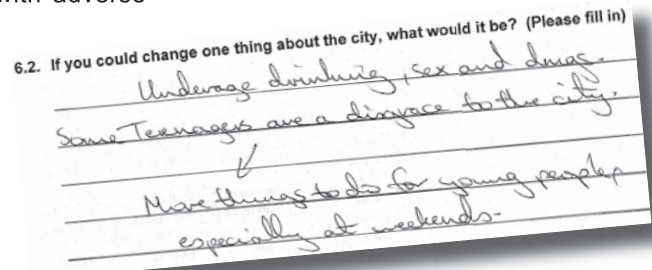 with adverse
6.2. If you could change one thing about the city, what would it be? (Please fill in)
Underage drinking, sex and drugs.
Some Teenagers are a disgrace to the city.
More things to do for young people,
especially at weekends.